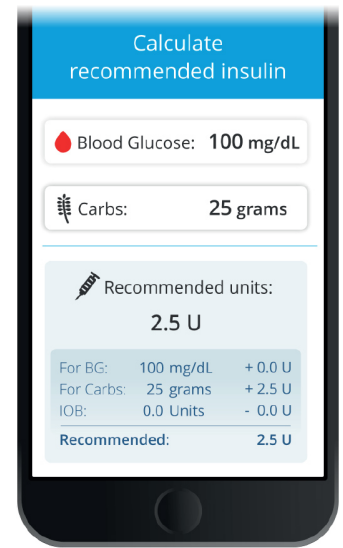 Calculate
recommended insulin
Blood Glucose: 100 mg/dL
Carbs: 25 grams
Recommended units:
2.5 U
For BG: 100 mg/dL + 0.0 U
For Carbs: 25 grams + 2.5 U
IOB: 0.0 Units - 0.0 U
Recommended: 2.5 U